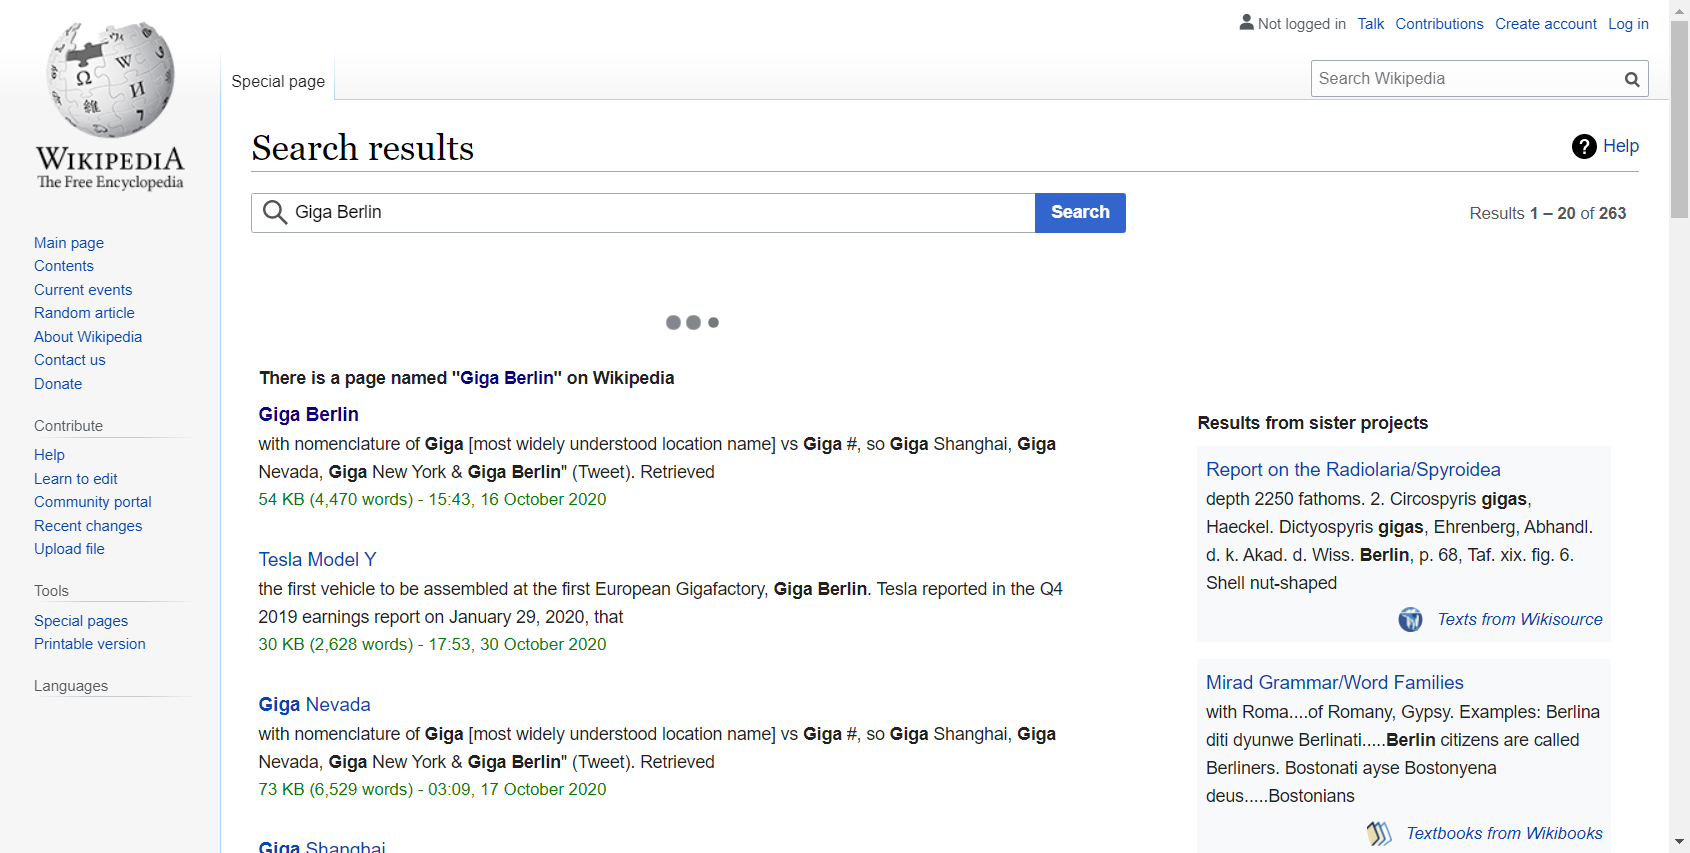 Not logged in Talk Contributions Create account Log in
Special page
Search Wikipedia
WIKIPEDIA
The Free Encyclopedia
Main page
Contents
Current events
Random article
About Wikipedia
Contact us
Donate
Contribute
Help
Learn to edit
Community portal
Recent changes
Upload file
Tools
Special pages
Printable version
Languages
Search results
Help
Giga Berlin
Search
Results 1 – 20 of 263
There is a page named "Giga Berlin" on Wikipedia
Giga Berlin
with nomenclature of Giga [most widely understood location name] vs Giga #, so Giga Shanghai, Giga
Nevada, Giga New York & Giga Berlin" (Tweet). Retrieved
54 KB (4,470 words) - 15:43, 16 October 2020
Tesla Model Y
the first vehicle to be assembled at the first European Gigafactory, Giga Berlin. Tesla reported in the Q4
2019 earnings report on January 29, 2020, that
30 KB (2,628 words) - 17:53, 30 October 2020
Giga Nevada
with nomenclature of Giga [most widely understood location name] vs Giga #, so Giga Shanghai, Giga
Nevada, Giga New York & Giga Berlin" (Tweet). Retrieved
73 KB (6,529 words) - 03:09, 17 October 2020
Giga Shanghai
Results from sister projects
Report on the Radiolaria/Spyroidea
depth 2250 fathoms. 2. Circospyris gigas,
Haeckel. Dictyospyris gigas, Ehrenberg, Abhandl.
d. k. Akad. d. Wiss. Berlin, p. 68, Taf. xix. fig. 6.
Shell nut-shaped
Texts from Wikisource
Mirad Grammar/Word Families
with Roma....of Romany, Gypsy. Examples: Berlina
diti dyunwe Berlinati.....Berlin citizens are called
Berliners. Bostonati ayse Bostonyena
deus.....Bostonians
Textbooks from Wikibooks